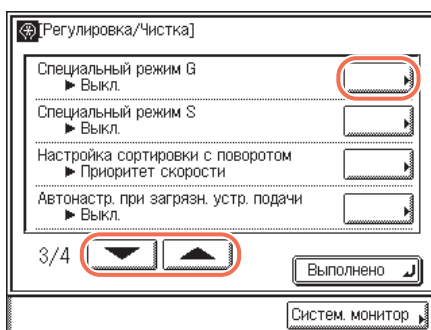 [Регулировка/Чистка]
Специальный режим G
▶ Выкл.
Специальный режим S
▶ Выкл.
Настройка сортировки с поворотом
▶ Приоритет скорости
Автонастр. при загрязн. устр. подачи
▶ Выкл.
3/4
Выполнено
Систем. монитор